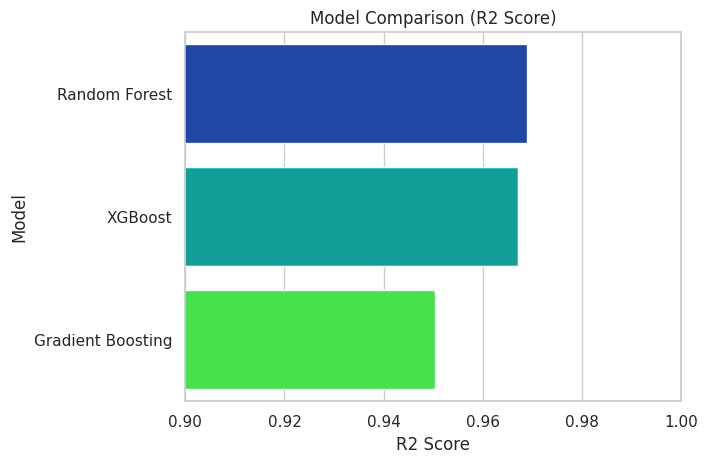 Model Comparison (R2 Score)
Random Forest
XGBoost
Gradient Boosting
Model
0.90 0.92 0.94 0.96 0.98 1.00
R2 Score